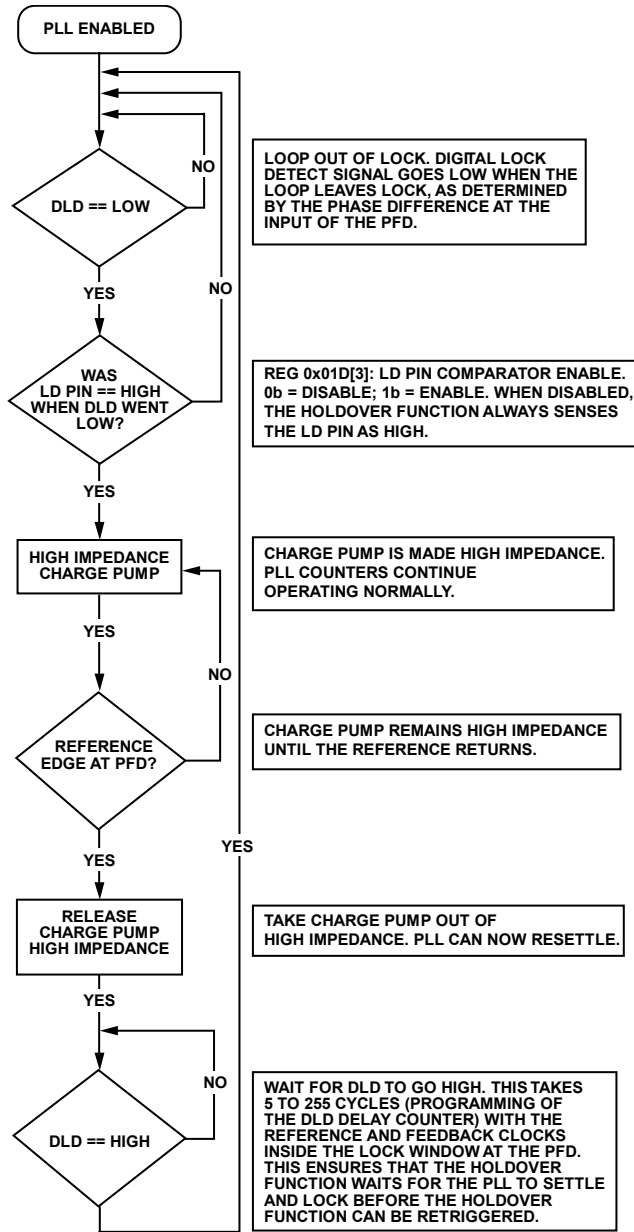 PLL ENABLED
NO
DLD == LOW
LOOP OUT OF LOCK. DIGITAL LOCK
DETECT SIGNAL GOES LOW WHEN THE
LOOP LEAVES LOCK, AS DETERMINED
BY THE PHASE DIFFERENCE AT THE
INPUT OF THE PFD.
YES
NO
WAS
LD PIN == HIGH
WHEN DLD WENT
LOW?
REG 0x01D[3]: LD PIN COMPARATOR ENABLE.
0b = DISABLE; 1b = ENABLE. WHEN DISABLED,
THE HOLDOVER FUNCTION ALWAYS SENSES
THE LD PIN AS HIGH.
YES
HIGH IMPEDANCE
CHARGE PUMP
CHARGE PUMP IS MADE HIGH IMPEDANCE.
PLL COUNTERS CONTINUE
OPERATING NORMALLY.
YES
NO
REFERENCE
EDGE AT PFD?
CHARGE PUMP REMAINS HIGH IMPEDANCE
UNTIL THE REFERENCE RETURNS.
YES
YES
RELEASE
CHARGE PUMP
HIGH IMPEDANCE
TAKE CHARGE PUMP OUT OF
HIGH IMPEDANCE. PLL CAN NOW RESETTLE.
YES
NO
DLD == HIGH
WAIT FOR DLD TO GO HIGH. THIS TAKES
5 TO 255 CYCLES (PROGRAMMING OF
THE DLD DELAY COUNTER) WITH THE
REFERENCE AND FEEDBACK CLOCKS
INSIDE THE LOCK WINDOW AT THE PFD.
THIS ENSURES THAT THE HOLDOVER
FUNCTION WAITS FOR THE PLL TO SETTLE
AND LOCK BEFORE THE HOLDOVER
FUNCTION CAN BE RETRIGGERED.